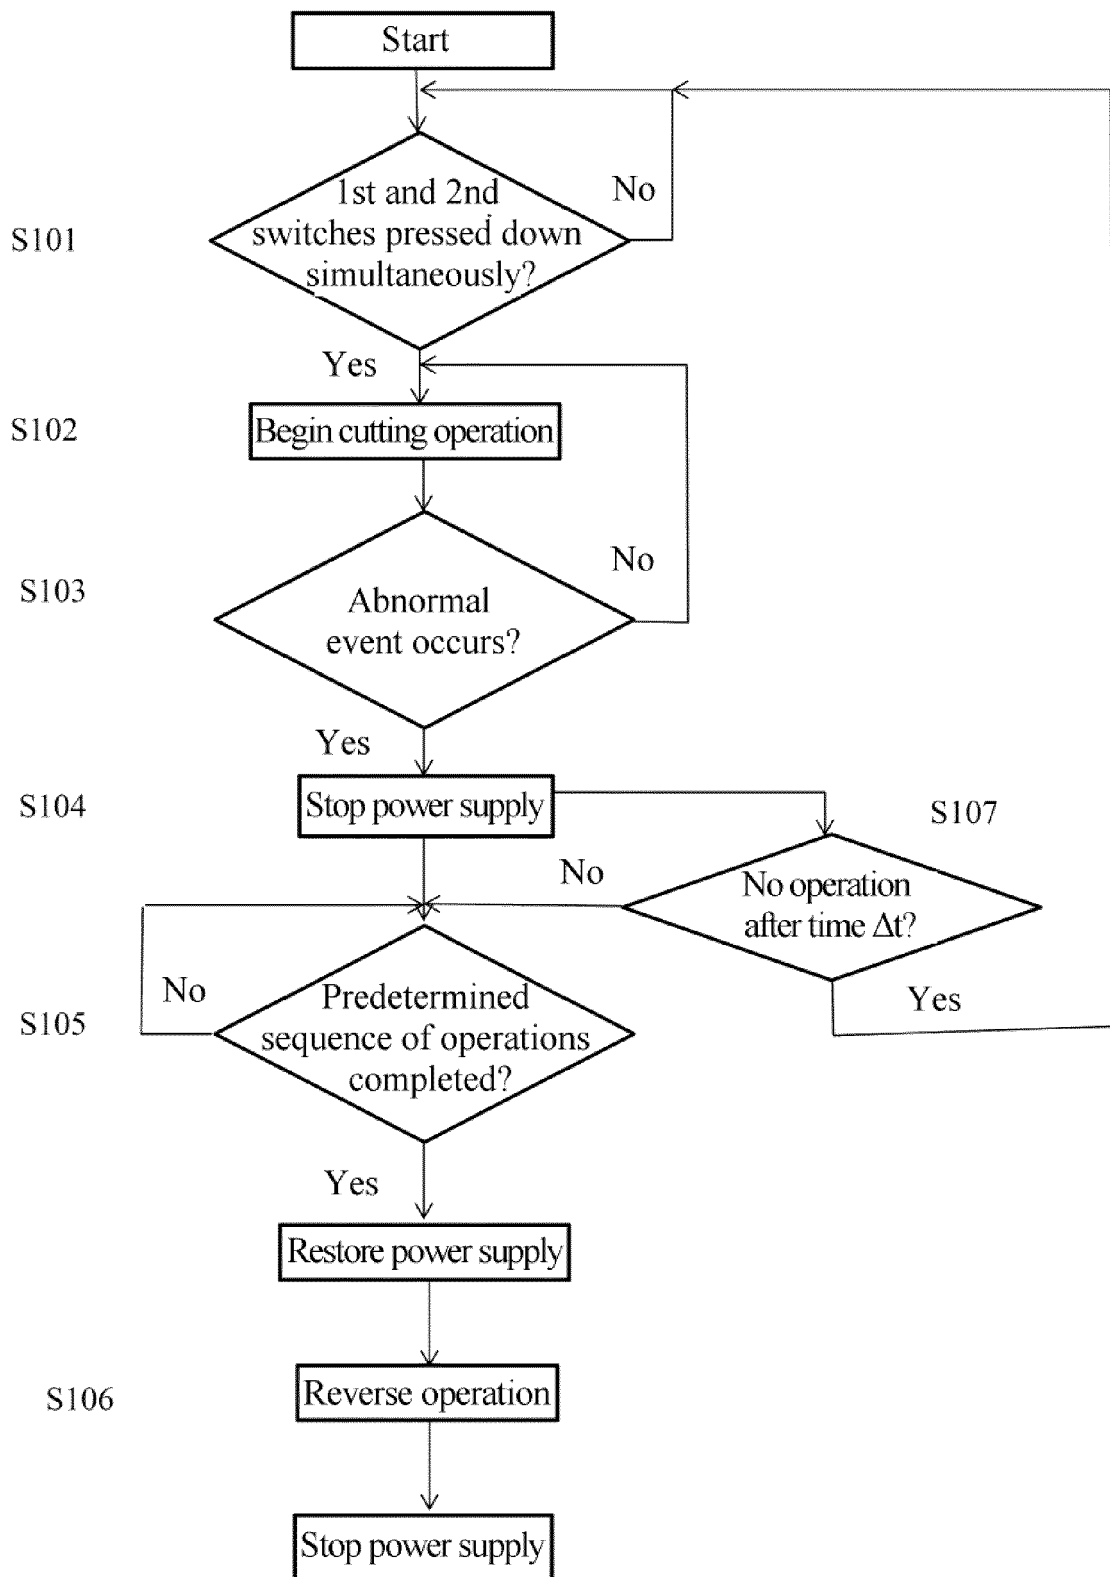 Start
No
1st and 2nd
switches pressed down
simultaneously?
S101
Yes
S102
Begin cutting operation
No
S103
Abnormal
event occurs?
Yes
S104
Stop power supply
S107
No
No operation
after time Δt?
No
Yes
S105
Predetermined
sequence of operations
completed?
Yes
Restore power supply
S106
Reverse operation
Stop power supply